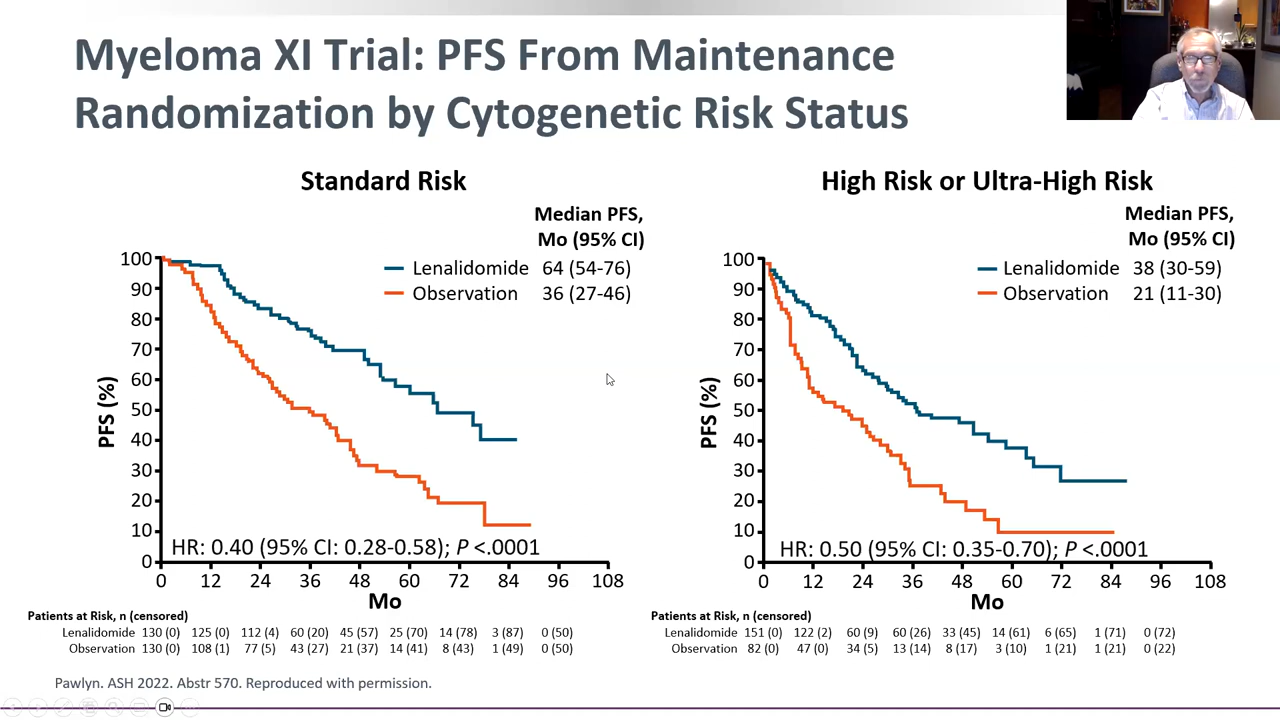 Myeloma XI Trial: PFS From Maintenance
Randomization by Cytogenetic Risk Status
Standard Risk
Median PFS,
Mo (95% CI)
Lenalidomide 64 (54-76)
Observation 36 (27-46)
PFS (%)
100
90
80
70
60
50
40
30
20
10
0
HR: 0.40 (95% CI: 0.28-0.58); P <.0001
0 12 24 36 48 60 72 84 96 108
Mo
Patients at Risk, n (censored)
Lenalidomide 130 (0) 125 (0) 112 (4) 60 (20) 45 (57) 25 (70) 14 (78) 3 (87) 0 (50)
Observation 130 (0) 108 (1) 77 (5) 43 (27) 21 (37) 14 (41) 8 (43) 1 (49) 0 (50)
High Risk or Ultra-High Risk
Median PFS,
Mo (95% CI)
Lenalidomide 38 (30-59)
Observation 21 (11-30)
PFS (%)
100
90
80
70
60
50
40
30
20
10
0
HR: 0.50 (95% CI: 0.35-0.70); P <.0001
0 12 24 36 48 60 72 84 96 108
Mo
Patients at Risk, n (censored)
Lenalidomide 151 (0) 122 (2) 60 (9) 60 (26) 33 (45) 14 (61) 6 (65) 1 (71) 0 (72)
Observation 82 (0) 47 (0) 34 (5) 13 (14) 8 (17) 3 (10) 1 (21) 1 (21) 0 (22)
Pawlyn. ASH 2022. Abstr 570. Reproduced with permission.